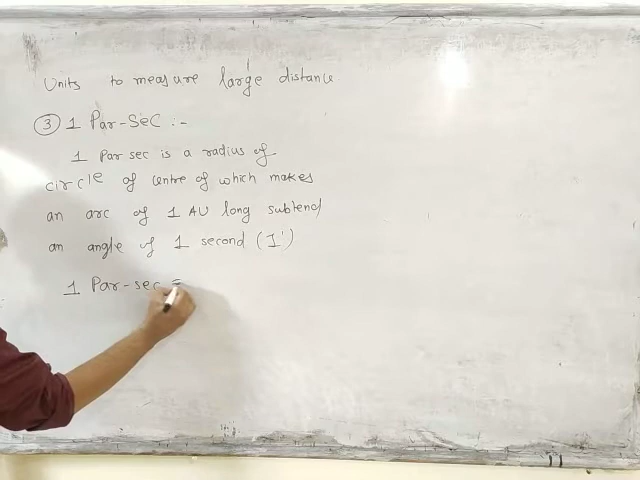 Units to measure large distance
③ 1 Par-Sec :-
1 Par sec is a radius of
circle of centre of which makes
an arc of 1 AU long subtend
an angle of 1 second (1")
1 Par-sec =